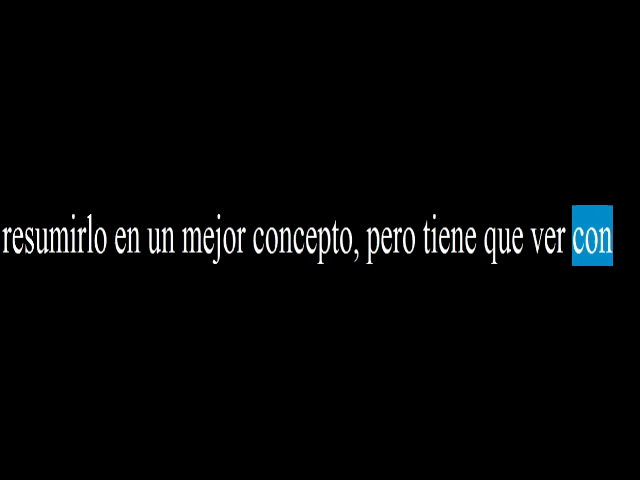 resumirlo en un mejor concepto, pero tiene que ver con